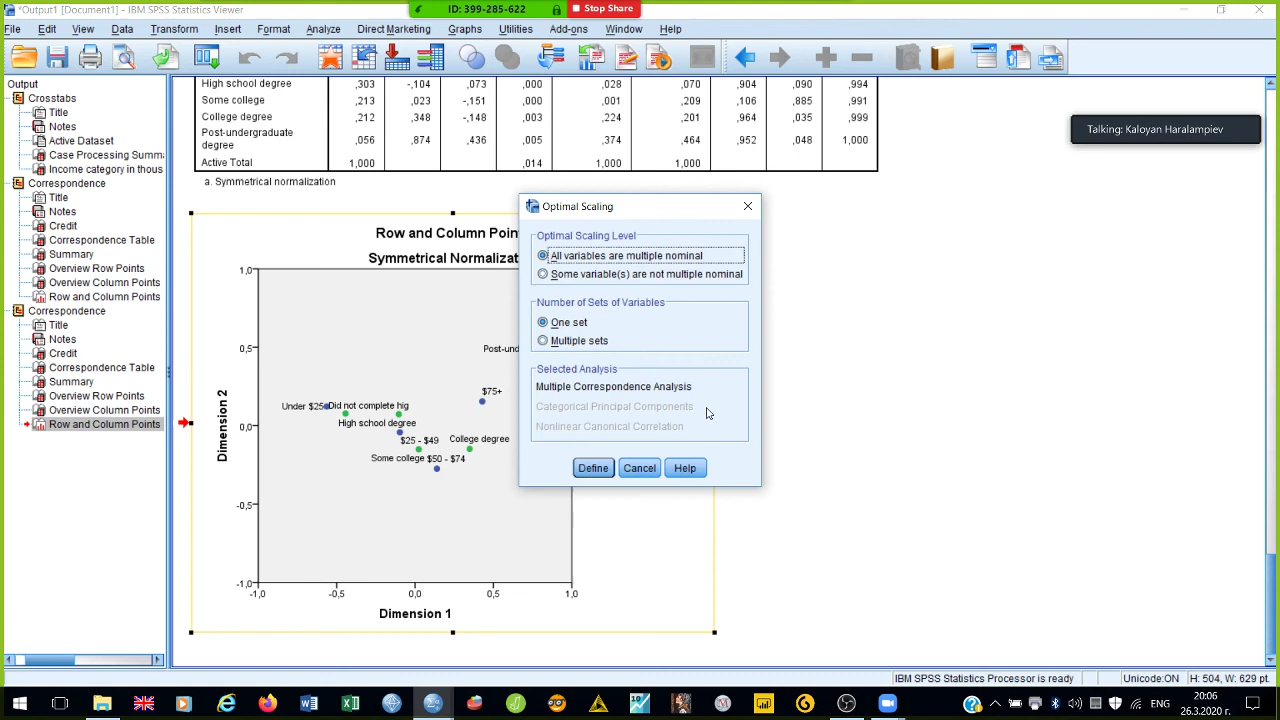 *Output1 [Document1] - IBM SPSS Statistics Viewer
ID: 399-285-622
Stop Share
File Edit View Data Transform Insert Format Analyze Direct Marketing Graphs Utilities Add-ons Window Help
Output
Crosstabs
Title
Notes
Active Dataset
Case Processing Summa
Income category in thous
Correspondence
Title
Notes
Credit
Correspondence Table
Summary
Overview Row Points
Overview Column Points
Row and Column Points
Correspondence
Title
Notes
Credit
Correspondence Table
Summary
Overview Row Points
Overview Column Points
Row and Column Points
High school degree ,303 -,104 ,073 ,000 ,028 ,070 ,904 ,090 ,994
Some college ,213 ,023 -,151 ,000 ,001 ,209 ,106 ,885 ,991
College degree ,212 ,348 -,148 ,003 ,224 ,201 ,964 ,035 ,999
Post-undergraduate
degree ,056 ,874 ,436 ,005 ,374 ,464 ,952 ,048 1,000
Active Total 1,000 ,014 1,000 1,000
a. Symmetrical normalization
Talking: Kaloyan Haralampiev
Row and Column Poin
Symmetrical Normalizat
1,0
0,5
0,0
-0,5
-1,0
Dimension 2
Post-und
$75+
Under $25
Did not complete hig
High school degree
$25 - $49
College degree
Some college
$50 - $74
-1,0 -0,5 0,0 0,5 1,0
Dimension 1
Optimal Scaling
Optimal Scaling Level
All variables are multiple nominal
Some variable(s) are not multiple nominal
Number of Sets of Variables
One set
Multiple sets
Selected Analysis
Multiple Correspondence Analysis
Categorical Principal Components
Nonlinear Canonical Correlation
Define Cancel Help
IBM SPSS Statistics Processor is ready
Unicode:ON
H: 504, W: 629 pt.
ENG
20:06
26.3.2020 г.